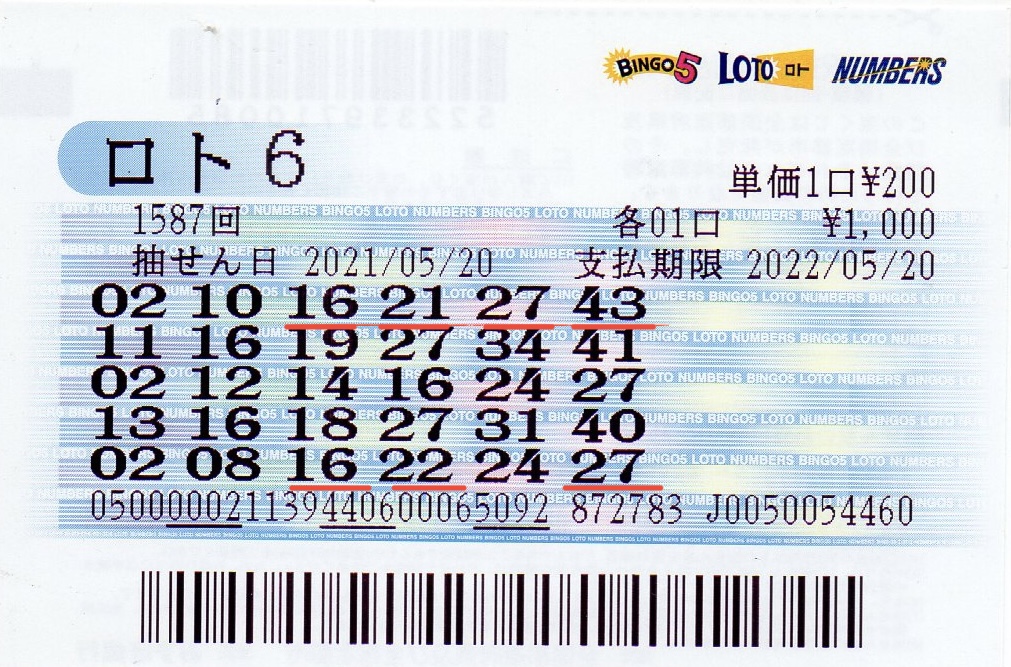 BINGO5 LOTO ロト NUMBERS
ロト6
単価1口¥200
1587回 各01口 ¥1,000
抽せん日 2021/05/20 支払期限 2022/05/20
02 10 16 21 27 43
11 16 19 27 34 41
02 12 14 16 24 27
13 16 18 27 31 40
02 08 16 22 24 27
050000021139440600065092 872783 J0050054460